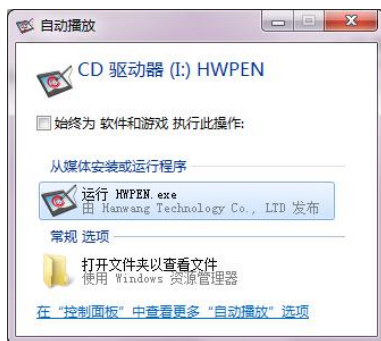 自动播放
CD 驱动器 (I:) HWPEN
始终为 软件和游戏 执行此操作:
从媒体安装或运行程序
运行 HWPEN.exe
由 Hanwang Technology Co., LTD 发布
常规 选项
打开文件夹以查看文件
使用 Windows 资源管理器
在 “控制面板” 中查看更多 “自动播放” 选项